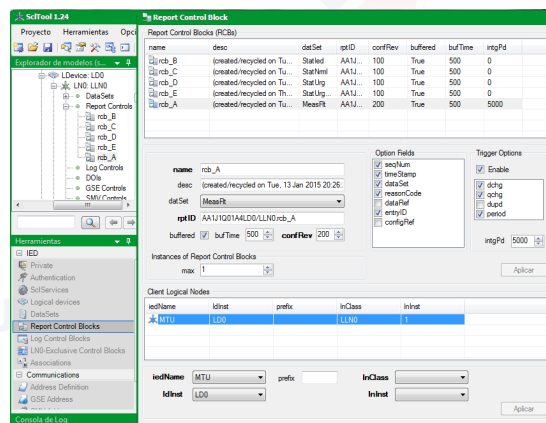 SclTool 1.24
Proyecto Herramientas Opci
Explorador de modelos (s...
LDevice: LD0
LN0: LLN0
DataSets
Report Controls
rcb_B
rcb_C
rcb_D
rcb_E
rcb_A
Log Controls
DOIs
GSE Controls
SMV Controls
Herramientas
IED
Private
Authentication
SclServices
Logical devices
DataSets
Report Control Blocks
Log Control Blocks
LN0-Exclusive Control Blocks
Associations
Communications
Address Definition
GSE Address
Consola de Log
Report Control Block
Report Control Blocks (RCBs)
name desc datSet rptID confRev buffered bufTime intgPd
rcb_B (created/recycled on Tu... StatIed AA1J... 100 True 500 0
rcb_C (created/recycled on Tu... StatNrml AA1J... 100 True 500 0
rcb_D (created/recycled on Tu... StatUrg AA1J... 100 True 500 0
rcb_E (created/recycled on Th... StatUrg... AA1J... 100 True 500 0
rcb_A (created/recycled on Tu... MeasFlt AA1J... 200 True 500 5000
name rcb_A
desc (created/recycled on Tue, 13 Jan 2015 20:26.
datSet MeasFlt
rptID AA1J1Q01A4LD0/LLN0.rcb_A
buffered bufTime 500 confRev 200
Instances of Report Control Blocks
max 1
Option Fields
seqNum
timeStamp
dataSet
reasonCode
dataRef
entryID
configRef
Trigger Options
Enable
dchg
qchg
dupd
period
intgPd 5000
Aplicar
Client Logical Nodes
iedName ldInst prefix lnClass lnInst
MTU LD0 LLN0 1
iedName MTU prefix lnClass
ldInst LD0 lnInst
Aplicar